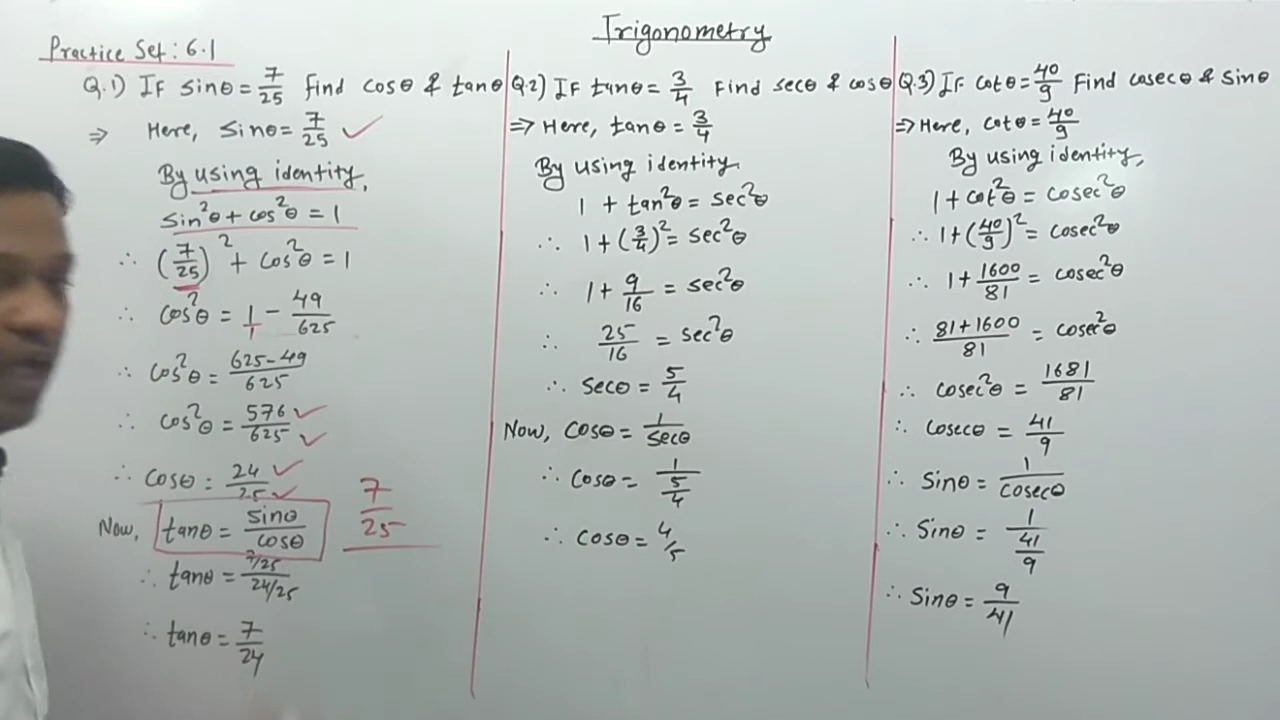 Trigonometry
Practice Set: 6.1
Q.1) If sinθ = 7/25 find cosθ & tanθ
⇒ Here, sinθ = 7/25 ✓
By using identity,
sin²θ + cos²θ = 1
∴ (7/25)² + cos²θ = 1
∴ cos²θ = 1/1 - 49/625
∴ cos²θ = 625-49/625
∴ cos²θ = 576/625 ✓ ✓
∴ cosθ = 24/25 ✓ ✓
7/25
Now, tanθ = sinθ/cosθ
∴ tanθ = 7/25/24/25
∴ tanθ = 7/24
Q.2) If tanθ = 3/4 Find secθ & cosθ
⇒ Here, tanθ = 3/4
By using identity.
1 + tan²θ = sec²θ
∴ 1 + (3/4)² = sec²θ
∴ 1 + 9/16 = sec²θ
∴ 25/16 = sec²θ
∴ secθ = 5/4
Now, cosθ = 1/secθ
∴ cosθ = 1/5/4
∴ cosθ = 4/5
Q.3) If cotθ = 40/9 Find cosecθ & sinθ
⇒ Here, cotθ = 40/9
By using identity,
1 + cot²θ = cosec²θ
∴ 1 + (40/9)² = cosec²θ
∴ 1 + 1600/81 = cosec²θ
∴ 81+1600/81 = cosec²θ
∴ cosec²θ = 1681/81
∴ cosecθ = 41/9
∴ sinθ = 1/cosecθ
∴ sinθ = 1/41/9
∴ sinθ = 9/41